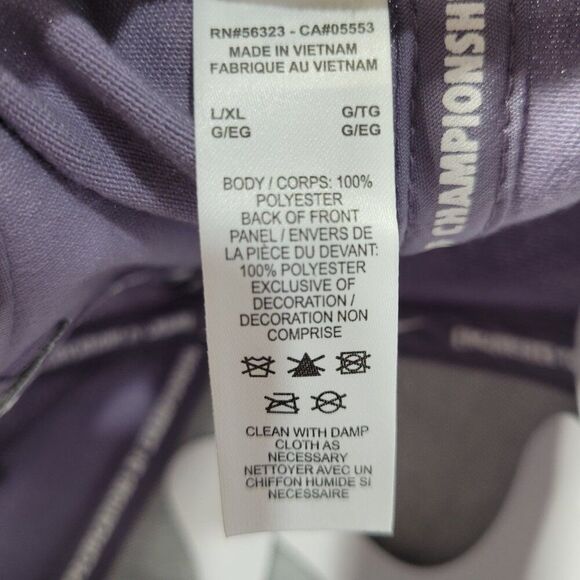 RN#56323 - CA#05553
MADE IN VIETNAM
FABRIQUE AU VIETNAM
L/XL G/TG
G/EG G/EG
BODY / CORPS: 100%
POLYESTER
BACK OF FRONT
PANEL / ENVERS DE
LA PIÈCE DU DEVANT:
100% POLYESTER
EXCLUSIVE OF
DECORATION /
DECORATION NON
COMPRISE
CLEAN WITH DAMP
CLOTH AS
NECESSARY
NETTOYER AVEC UN
CHIFFON HUMIDE SI
NECESSAIRE
CHAMPIONSH